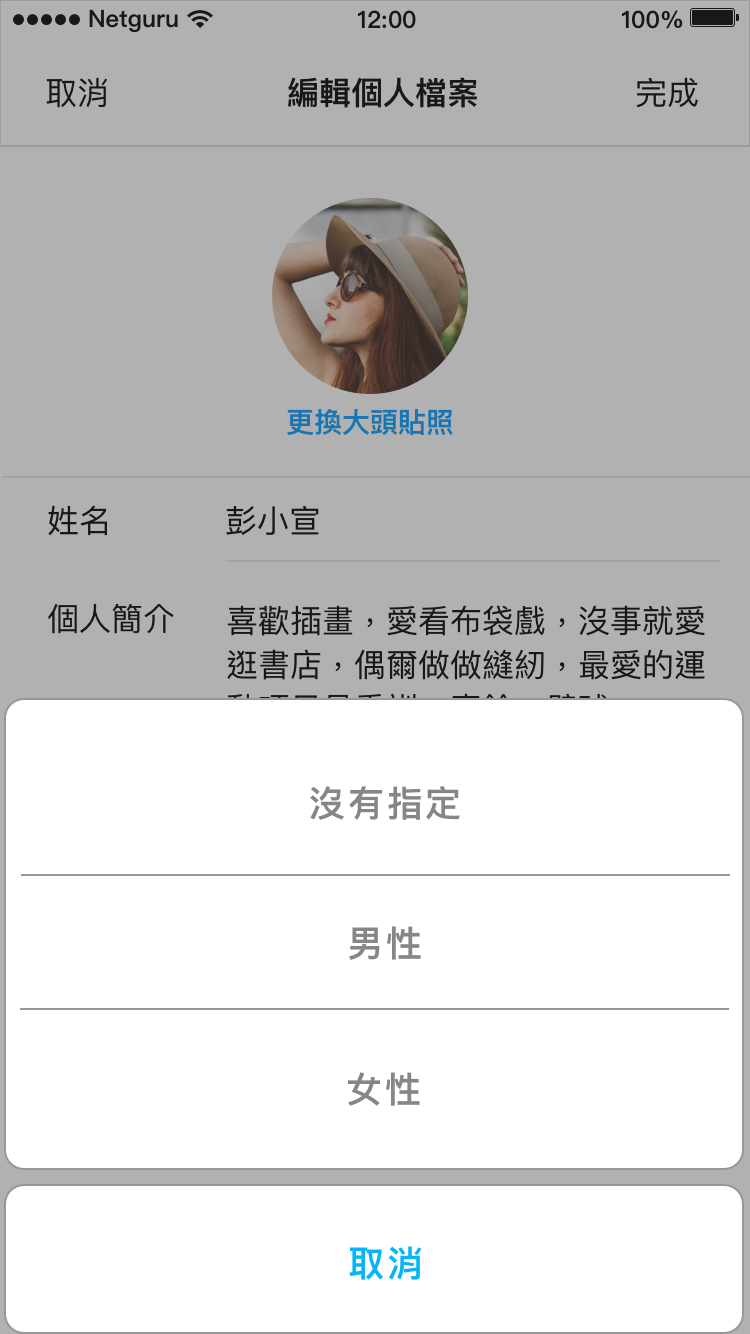 Netguru
12:00
100%
取消
編輯個人檔案
完成
更換大頭貼照
姓名
彭小宣
個人簡介
喜歡插畫，愛看布袋戲，沒事就愛
逛書店，偶爾做做縫紉，最愛的運
沒有指定
男性
女性
取消